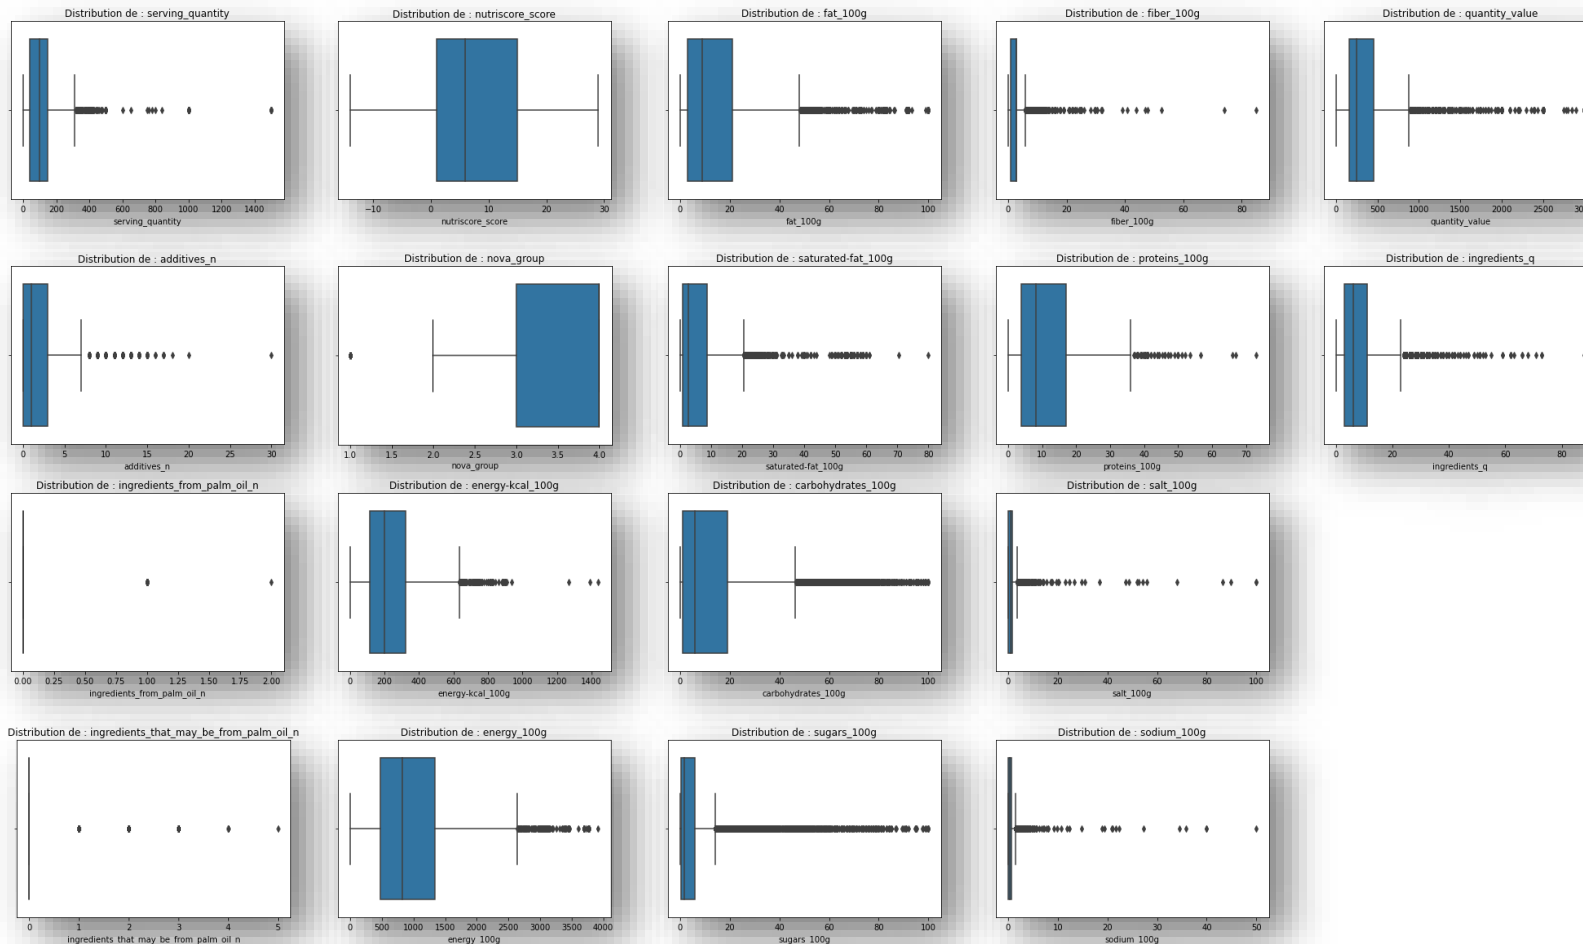 Distribution de : serving_quantity
0 200 400 600 800 1000 1200 1400
serving_quantity
Distribution de : nutriscore_score
−10 0 10 20 30
nutriscore_score
Distribution de : fat_100g
0 20 40 60 80 100
fat_100g
Distribution de : fiber_100g
0 20 40 60 80
fiber_100g
Distribution de : quantity_value
0 500 1000 1500 2000 2500
quantity_value
Distribution de : additives_n
0 5 10 15 20 25 30
additives_n
Distribution de : nova_group
1.0 1.5 2.0 2.5 3.0 3.5 4.0
nova_group
Distribution de : saturated-fat_100g
0 10 20 30 40 50 60 70 80
saturated-fat_100g
Distribution de : proteins_100g
0 10 20 30 40 50 60 70
proteins_100g
Distribution de : ingredients_q
0 20 40 60 80
ingredients_q
Distribution de : ingredients_from_palm_oil_n
0.00 0.25 0.50 0.75 1.00 1.25 1.50 1.75 2.00
ingredients_from_palm_oil_n
Distribution de : energy-kcal_100g
0 200 400 600 800 1000 1200 1400
energy-kcal_100g
Distribution de : carbohydrates_100g
0 20 40 60 80 100
carbohydrates_100g
Distribution de : salt_100g
0 20 40 60 80 100
salt_100g
Distribution de : ingredients_that_may_be_from_palm_oil_n
0 1 2 3 4 5
ingredients_that_may_be_from_palm_oil_n
Distribution de : energy_100g
0 500 1000 1500 2000 2500 3000 3500 4000
energy_100g
Distribution de : sugars_100g
0 20 40 60 80 100
sugars_100g
Distribution de : sodium_100g
0 10 20 30 40 50
sodium_100g